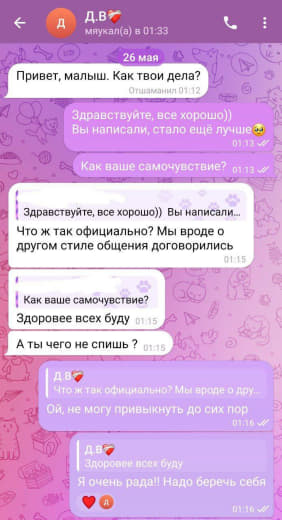 Д.В❤️‍🩹
мяукал(а) в 01:33
26 мая
Привет, малыш. Как твои дела?
Отшаманил 01:12
Здравствуйте, все хорошо))
Вы написали, стало ещё лучше🥹
01:13
Как ваше самочувствие? 01:13
Здравствуйте, все хорошо)) Вы написали...
Что ж так официально? Мы вроде о
другом стиле общения договорились
01:15
Как ваше самочувствие?
Здоровее всех буду 01:15
А ты чего не спишь ? 01:15
Д.В❤️‍🩹
Что ж так официально? Мы вроде о дру...
Ой, не могу привыкнуть до сих пор
01:16
Д.В❤️‍🩹
Здоровее всех буду
Я очень рада!! Надо беречь себя
❤️ Д
01:16